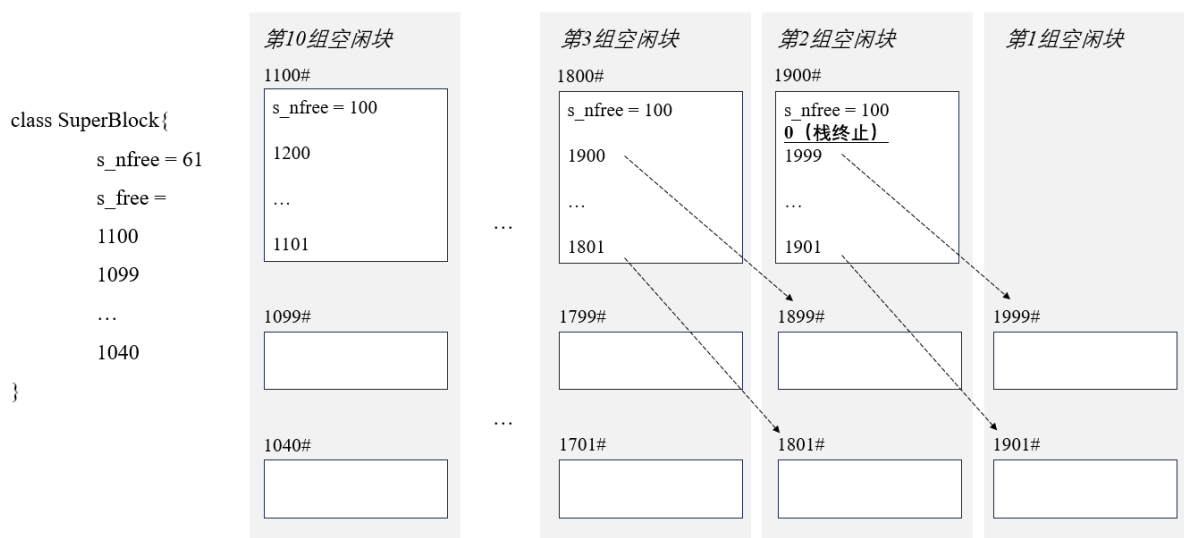 class SuperBlock{
s_nfree = 61
s_free =
1100
1099
…
1040
}
第10组空闲块
1100#
s_nfree = 100
1200
…
1101
1099#
1040#
…
…
第3组空闲块
1800#
s_nfree = 100
1900
…
1801
1799#
1701#
第2组空闲块
1900#
s_nfree = 100
0（栈终止）
1999
…
1901
1899#
1801#
第1组空闲块
1999#
1901#